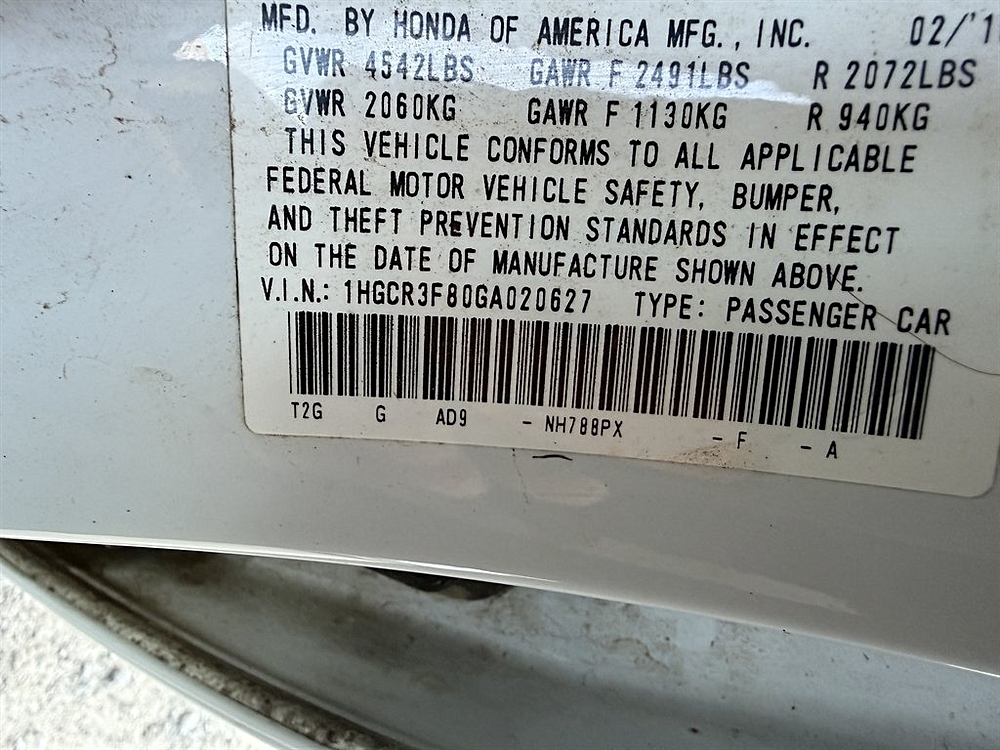 MFD. BY HONDA OF AMERICA MFG., INC. 02/'1
GVWR 4542LBS GAWR F 2491LBS R 2072LBS
GVWR 2060KG GAWR F 1130KG R 940KG
THIS VEHICLE CONFORMS TO ALL APPLICABLE
FEDERAL MOTOR VEHICLE SAFETY, BUMPER,
AND THEFT PREVENTION STANDARDS IN EFFECT
ON THE DATE OF MANUFACTURE SHOWN ABOVE.
V.I.N.: 1HGCR3F80GA020627 TYPE: PASSENGER CAR
T2G G AD9 - NH788PX - F - A